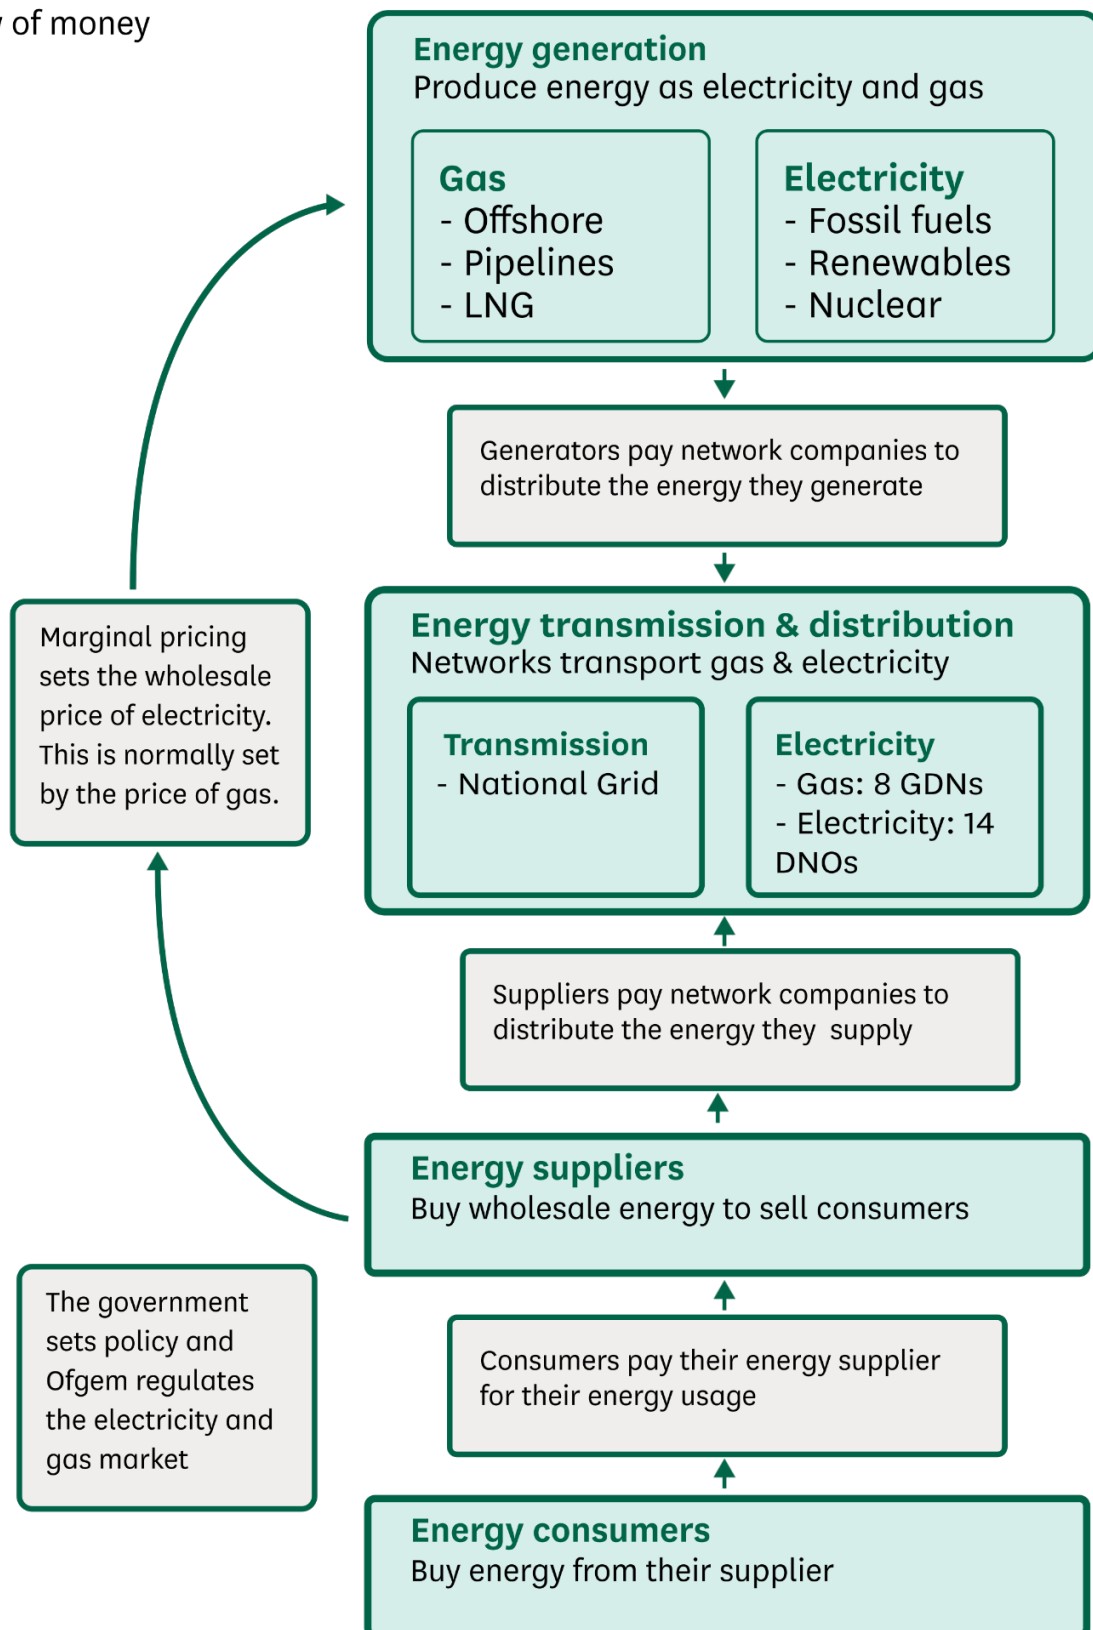 of money
Energy generation
Produce energy as electricity and gas
Gas
- Offshore
- Pipelines
- LNG
Electricity
- Fossil fuels
- Renewables
- Nuclear
Generators pay network companies to
distribute the energy they generate
Marginal pricing
sets the wholesale
price of electricity.
This is normally set
by the price of gas.
Energy transmission & distribution
Networks transport gas & electricity
Transmission
- National Grid
Electricity
- Gas: 8 GDNs
- Electricity: 14
DNOs
Suppliers pay network companies to
distribute the energy they supply
Energy suppliers
Buy wholesale energy to sell consumers
The government
sets policy and
Ofgem regulates
the electricity and
gas market
Consumers pay their energy supplier
for their energy usage
Energy consumers
Buy energy from their supplier